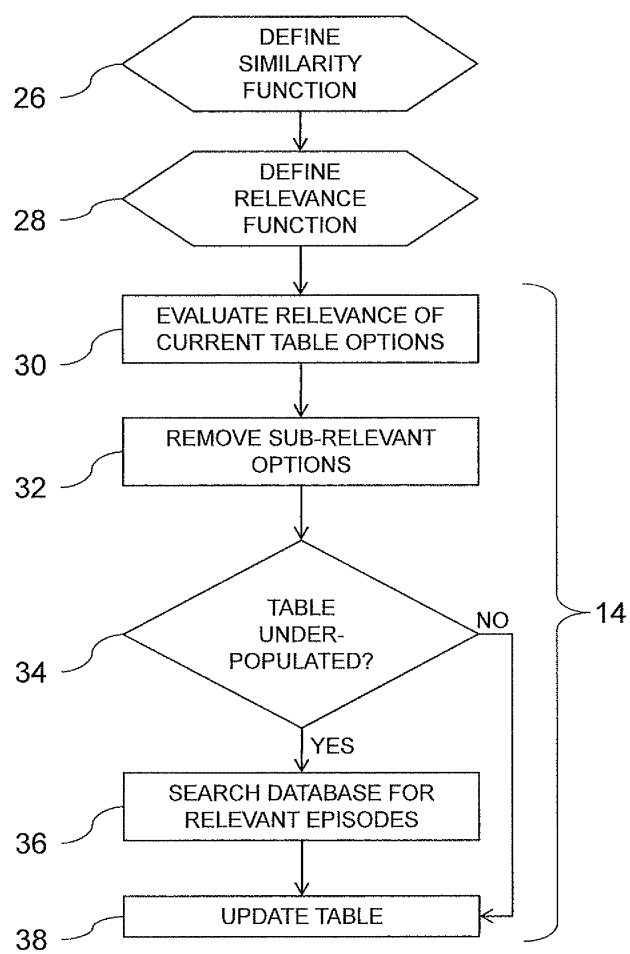 DEFINE
SIMILARITY
FUNCTION
26
DEFINE
RELEVANCE
FUNCTION
28
EVALUATE RELEVANCE OF
CURRENT TABLE OPTIONS
30
REMOVE SUB-RELEVANT
OPTIONS
32
TABLE
UNDER-
POPULATED?
34
NO
14
YES
SEARCH DATABASE FOR
RELEVANT EPISODES
36
UPDATE TABLE
38